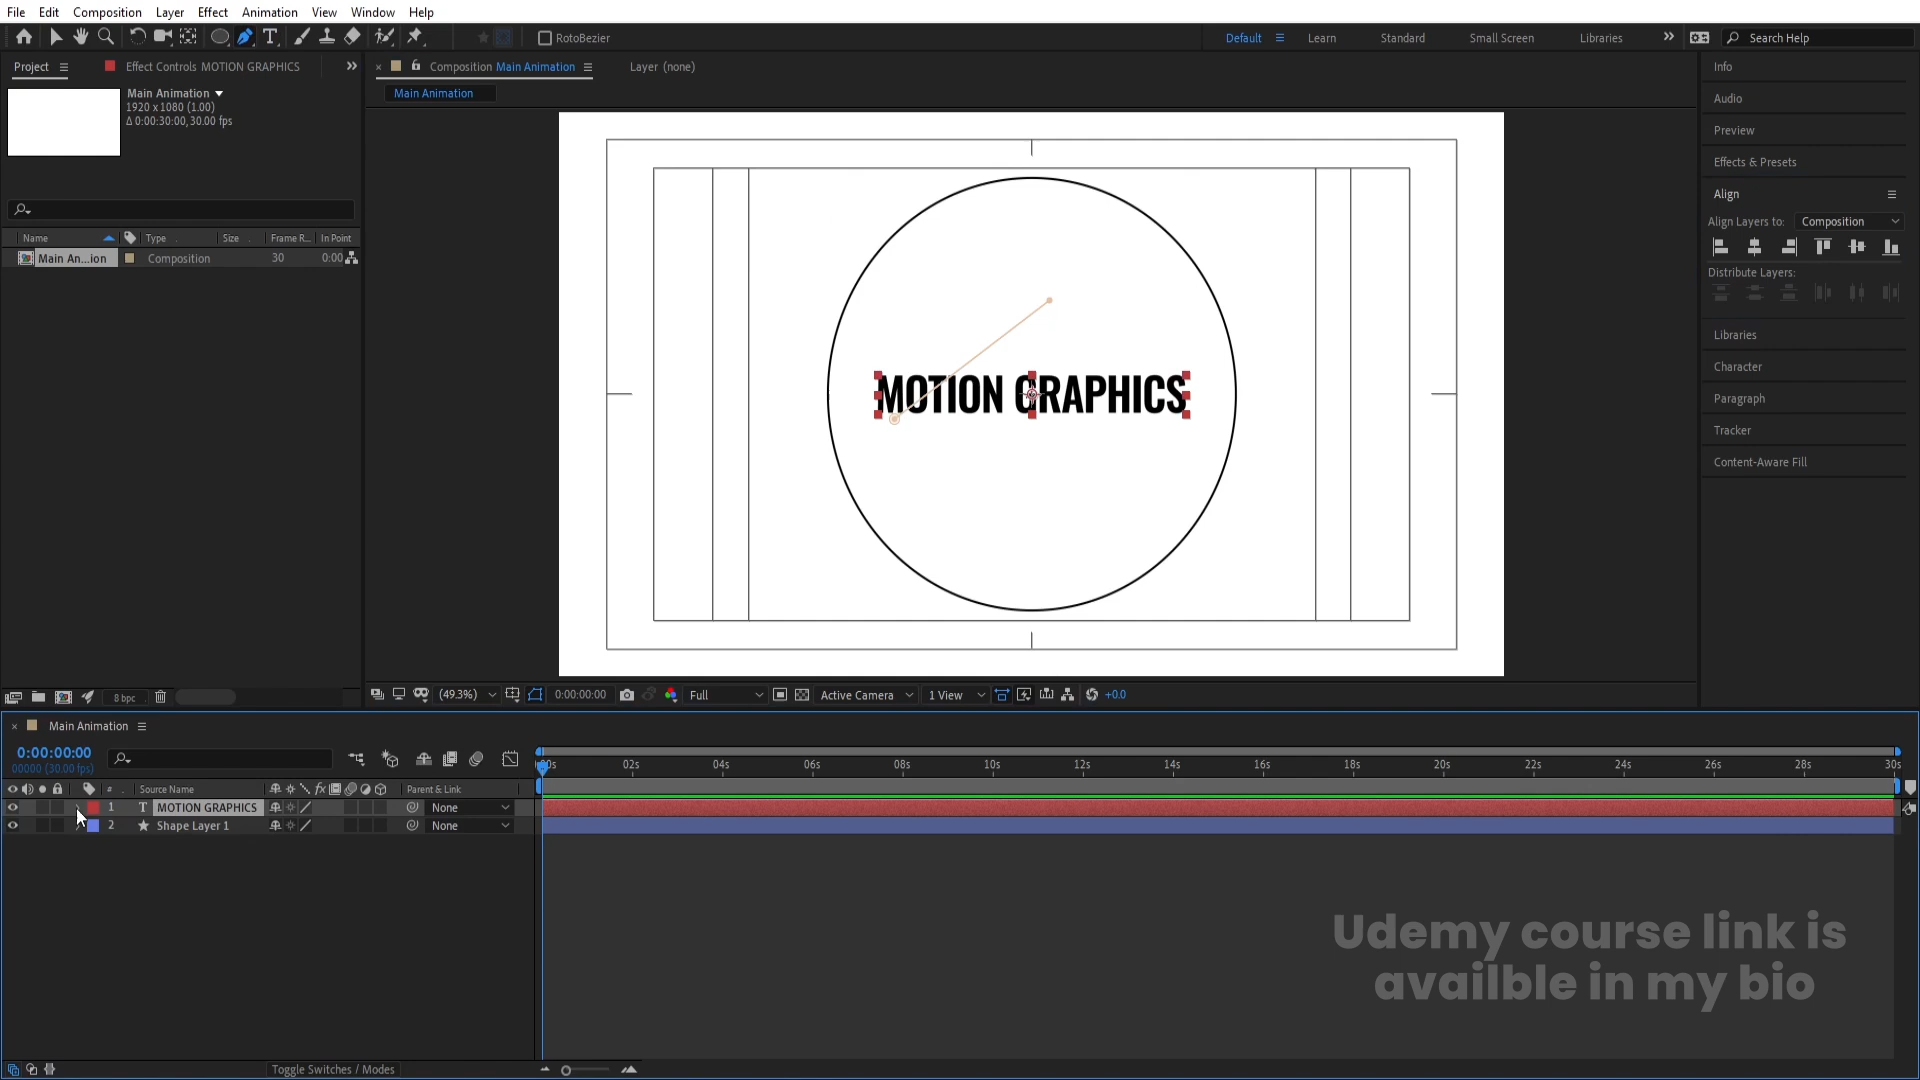 File Edit Composition Layer Effect Animation View Window Help
RotoBezier
Default Learn Standard Small Screen Libraries Search Help
Project Effect Controls MOTION GRAPHICS
Composition Main Animation Layer (none)
Main Animation
Main Animation
1920 x 1080 (1.00)
Δ 0:00:30:00, 30.00 fps
Name Type Size Frame R... In Point
Main An...ion Composition 30 0:00
MOTION GRAPHICS
Info
Audio
Preview
Effects & Presets
Align
Align Layers to: Composition
Distribute Layers:
Libraries
Character
Paragraph
Tracker
Content-Aware Fill
8 bpc
(49.3%) 0:00:00:00 Full Active Camera 1 View +0.0
Main Animation
0:00:00:00
00000 (30.00 fps)
# Source Name fx Parent & Link
02s 04s 06s 08s 10s 12s 14s 16s 18s 20s 22s 24s 26s 28s 30s
1 T MOTION GRAPHICS None
2 Shape Layer 1 None
Udemy course link is
availble in my bio
Toggle Switches / Modes